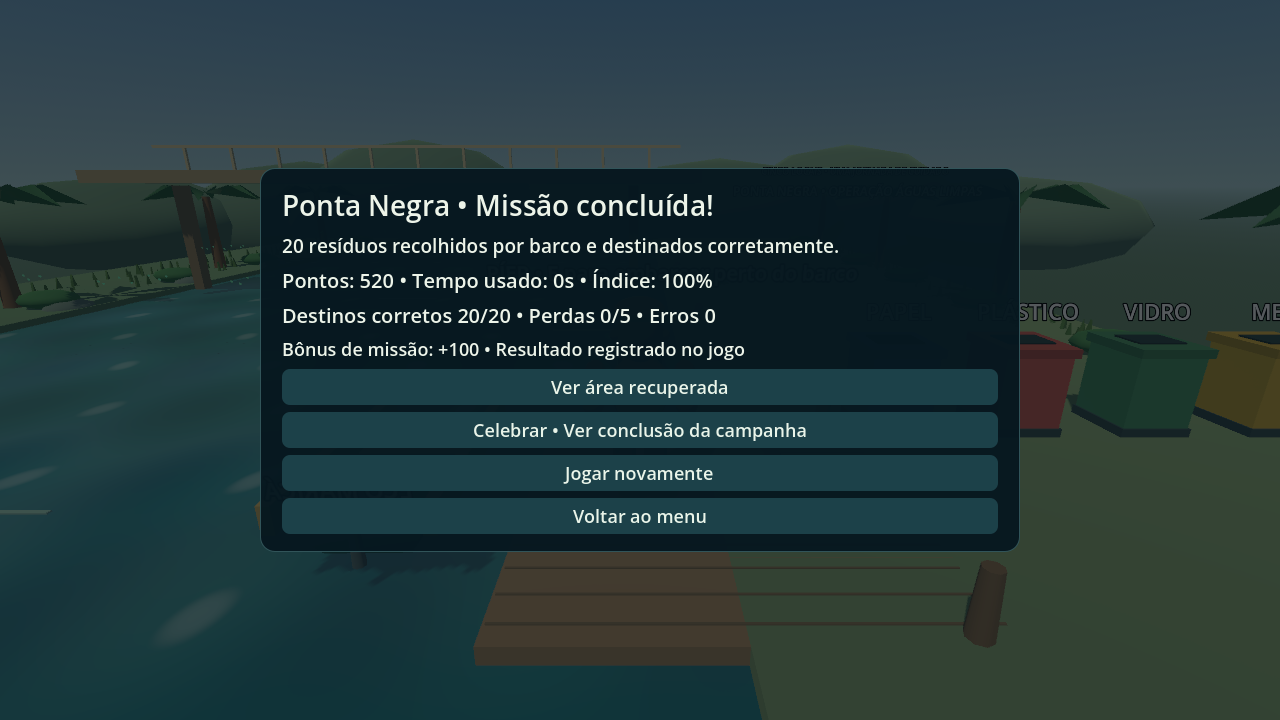 Ponta Negra • Missão concluída!
20 resíduos recolhidos por barco e destinados corretamente.
Pontos: 520 • Tempo usado: 0s • Índice: 100%
Destinos corretos 20/20 • Perdas 0/5 • Erros 0
STICO VIDRO ME
Bônus de missão: +100 • Resultado registrado no jogo
Ver área recuperada
Celebrar • Ver conclusão da campanha
Jogar novamente
Voltar ao menu